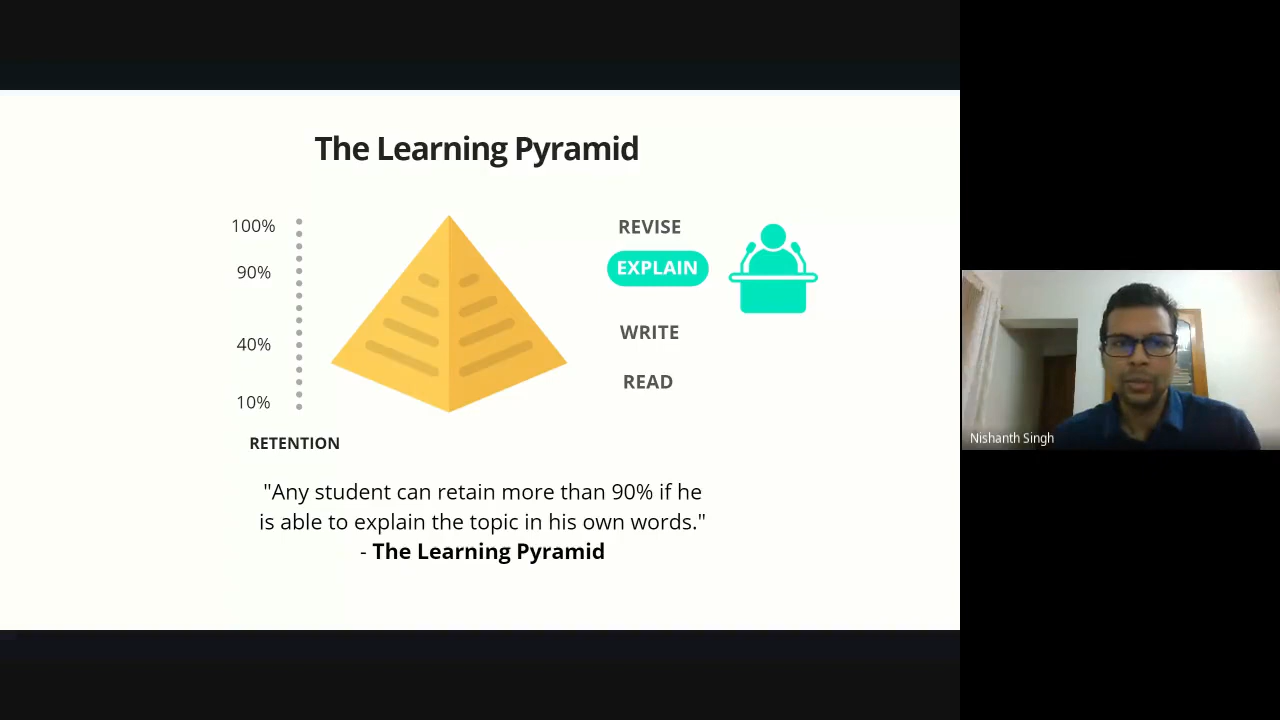 The Learning Pyramid
100%
REVISE
90%
EXPLAIN
40%
WRITE
10%
READ
RETENTION
"Any student can retain more than 90% if he
is able to explain the topic in his own words."
- The Learning Pyramid
Nishanth Singh